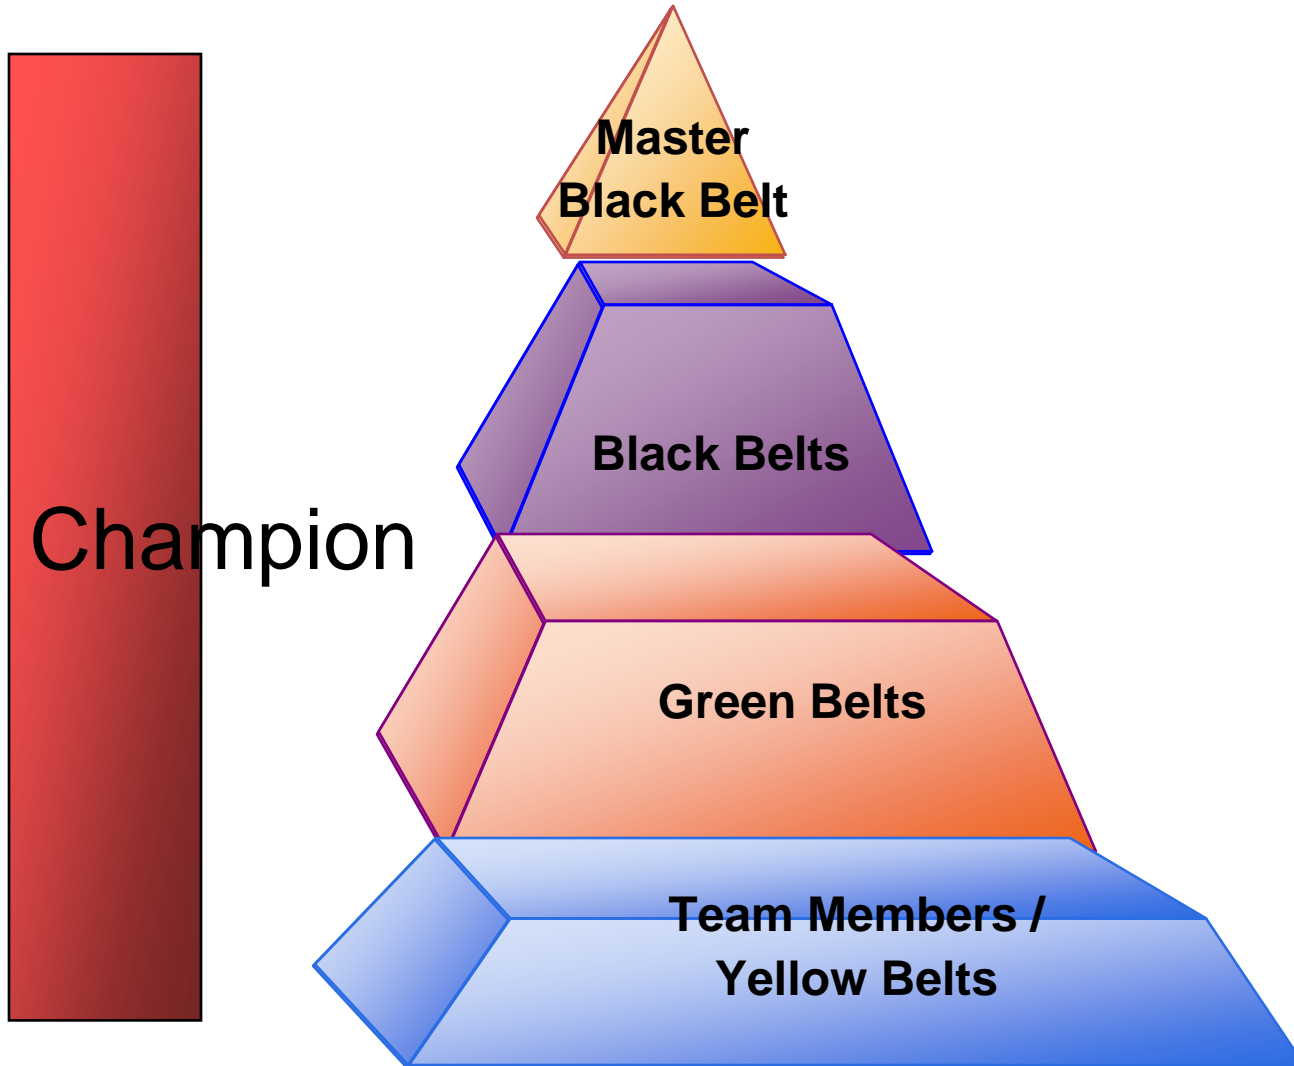 Master
Black Belt
Black Belts
Champion
Green Belts
Team Members /
Yellow Belts